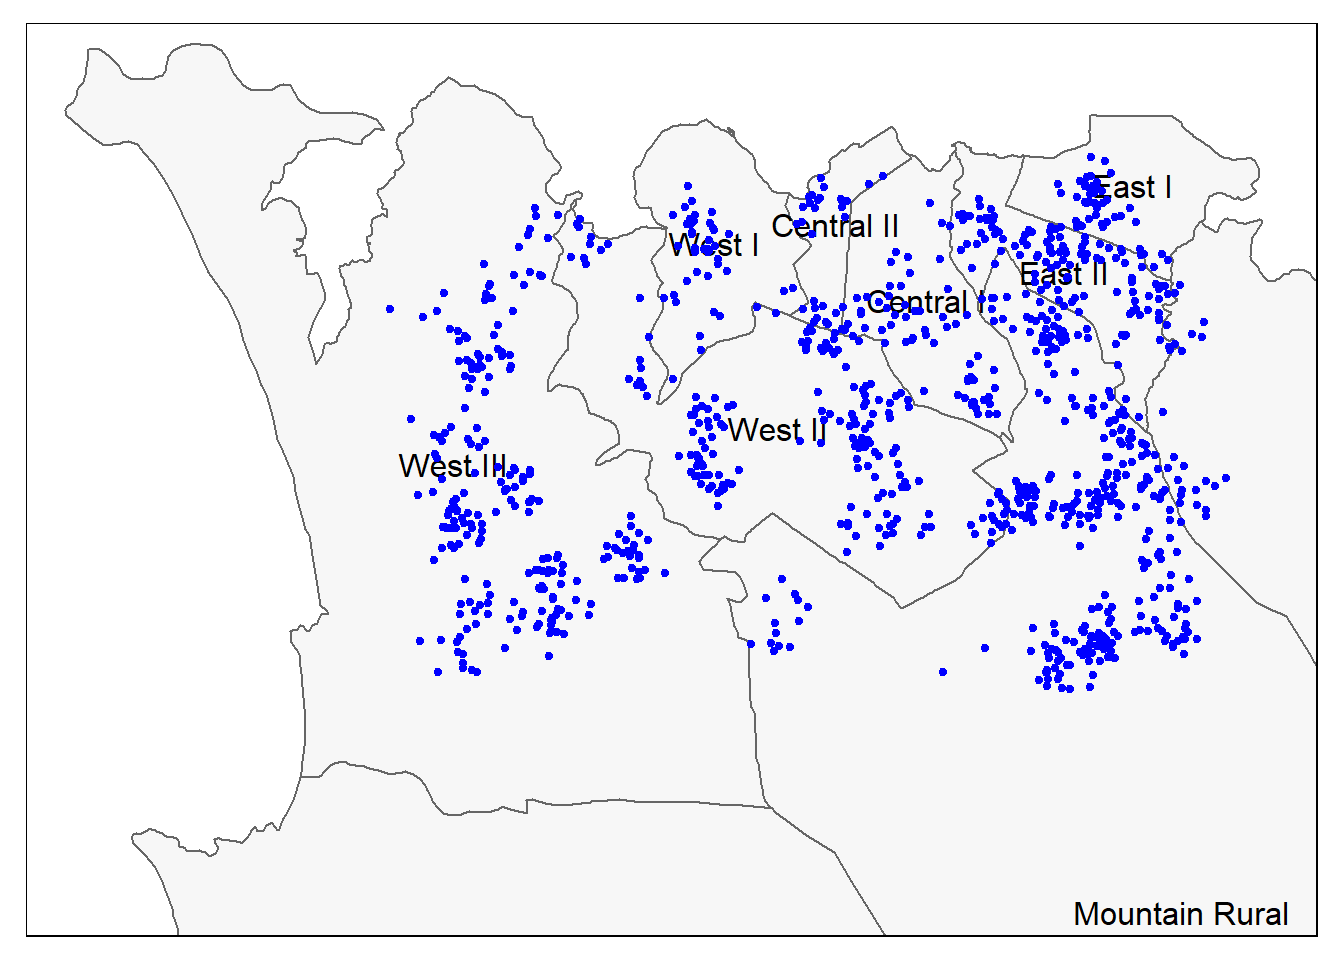 East I
Central II
West I
East II
Central I
West II
West III
Mountain Rural